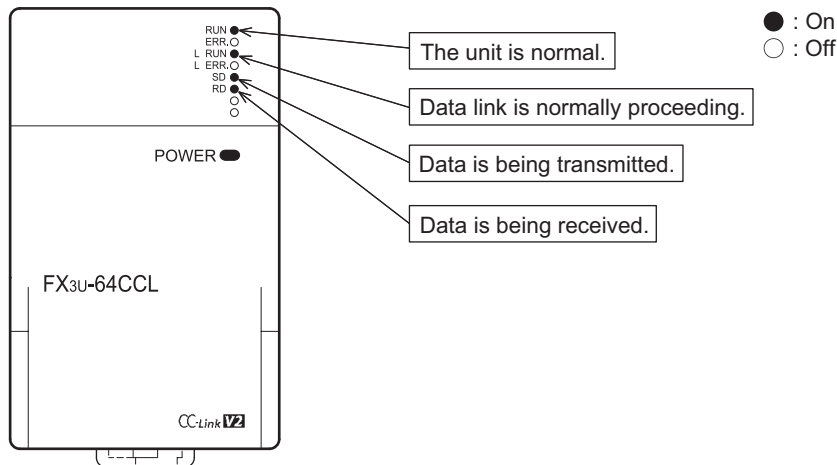 RUN
ERR.
L RUN
L ERR.
SD
RD
POWER
FX3U-64CCL
CC-Link V2
The unit is normal.
Data link is normally proceeding.
Data is being transmitted.
Data is being received.
: On
: Off